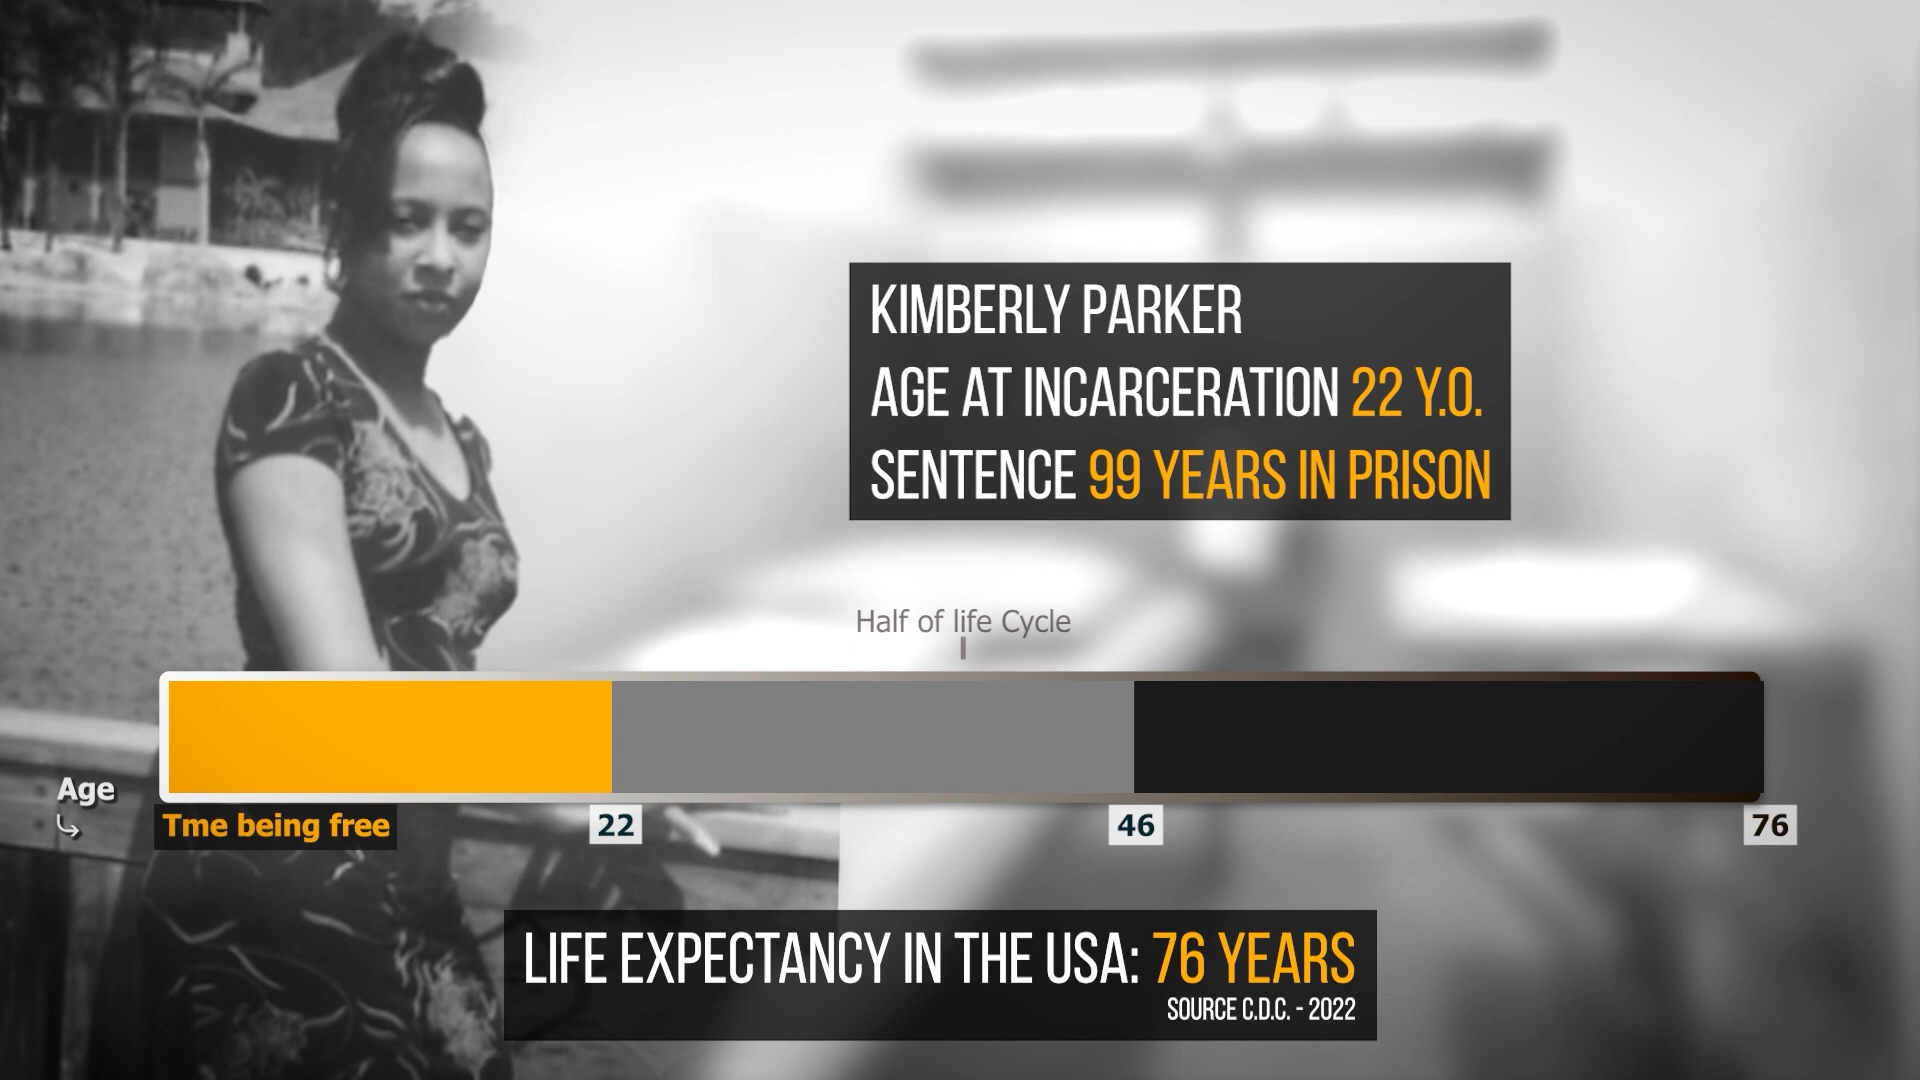 KIMBERLY PARKER
AGE AT INCARCERATION 22 Y.O.
SENTENCE 99 YEARS IN PRISON
Half of life Cycle
Age
Tme being free
22
46
76
LIFE EXPECTANCY IN THE USA: 76 YEARS
SOURCE C.D.C. - 2022